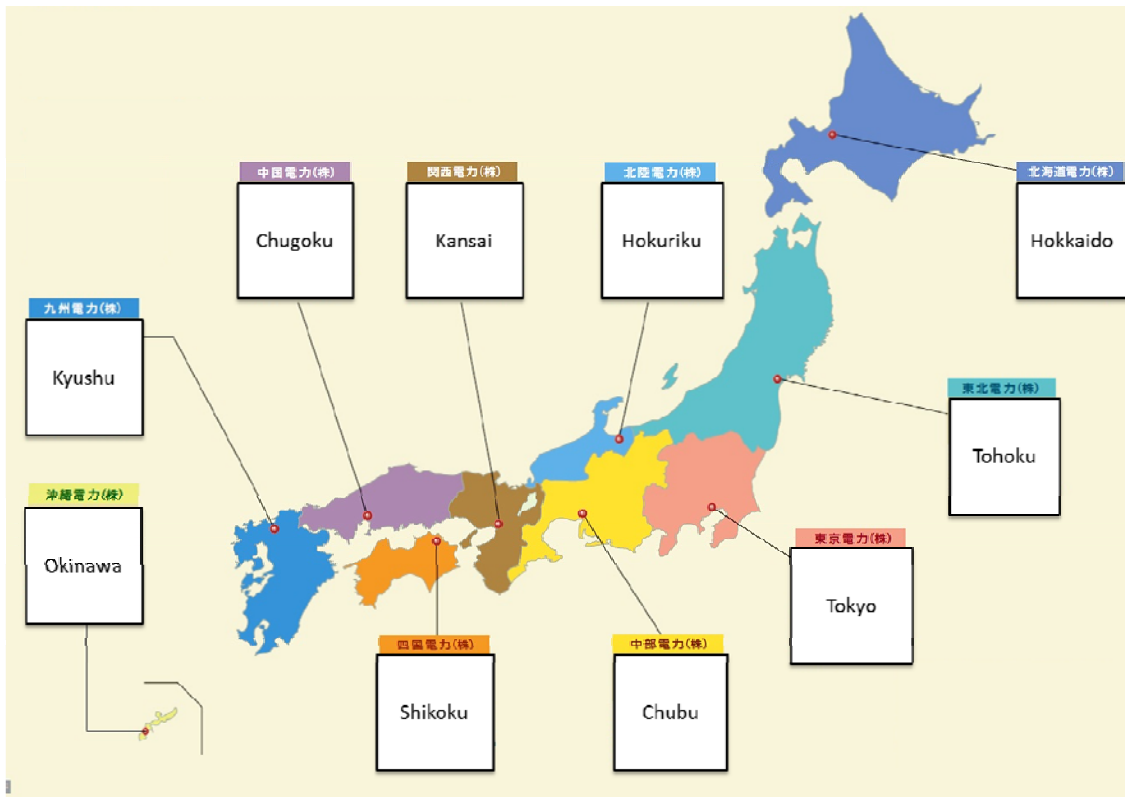 中国電力(株)
Chugoku
関西電力(株)
Kansai
北陸電力(株)
Hokuriku
北海道電力(株)
Hokkaido
九州電力(株)
Kyushu
東北電力(株)
Tohoku
沖縄電力(株)
Okinawa
東京電力(株)
Tokyo
四国電力(株)
Shikoku
中部電力(株)
Chubu